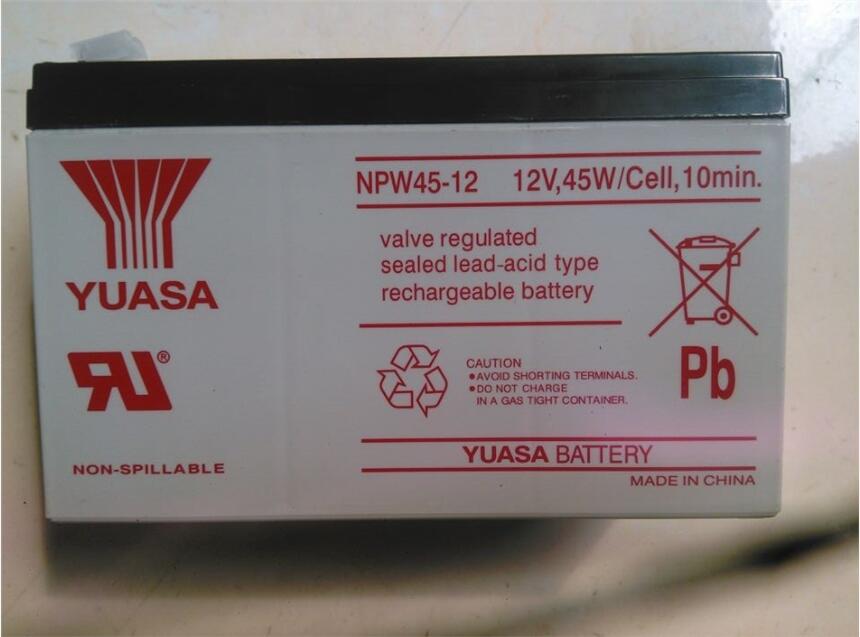 YUASA
RU®
NON-SPILLABLE
NPW45-12 12V,45W/Cell,10min.
valve regulated
sealed lead-acid type
rechargeable battery
CAUTION
•AVOID SHORTING TERMINALS.
•DO NOT CHARGE
IN A GAS TIGHT CONTAINER.
Pb
YUASA BATTERY
MADE IN CHINA